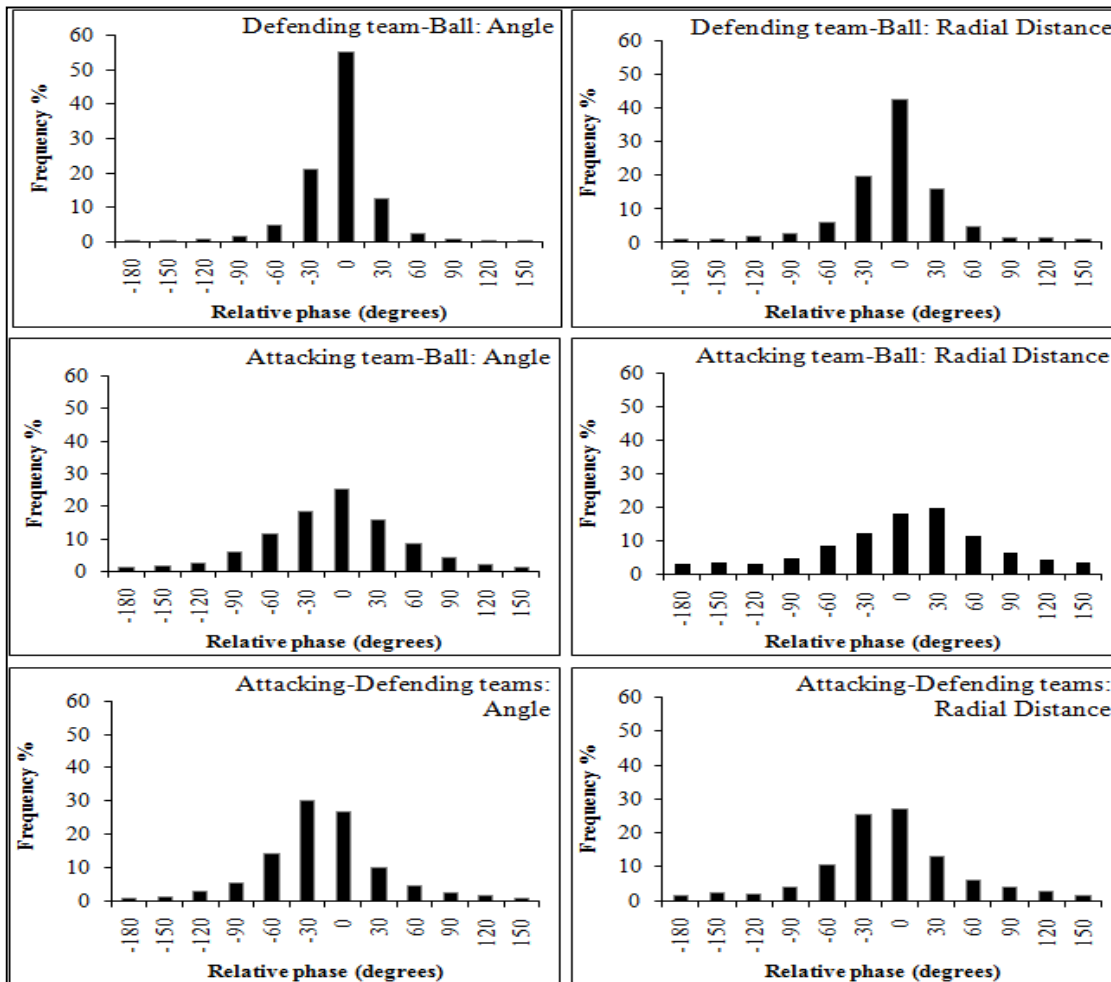 Defending team-Ball: Angle
60
50
40
30
20
10
0
Frequency %
-180 -150 -120 -90 -60 -30 0 30 60 90 120 150
Relative phase (degrees)
Defending team-Ball: Radial Distance
60
50
40
30
20
10
0
Frequency %
-180 -150 -120 -90 -60 -30 0 30 60 90 120 150
Relative phase (degrees)
Attacking team-Ball: Angle
60
50
40
30
20
10
0
Frequency %
-180 -150 -120 -90 -60 -30 0 30 60 90 120 150
Relative phase (degrees)
Attacking team-Ball: Radial Distance
60
50
40
30
20
10
0
Frequency %
-180 -150 -120 -90 -60 -30 0 30 60 90 120 150
Relative phase (degrees)
Attacking-Defending teams:
Angle
60
50
40
30
20
10
0
Frequency %
-180 -150 -120 -90 -60 -30 0 30 60 90 120 150
Relative phase (degrees)
Attacking-Defending teams:
Radial Distance
60
50
40
30
20
10
0
Frequency %
-180 -150 -120 -90 -60 -30 0 30 60 90 120 150
Relative phase (degrees)